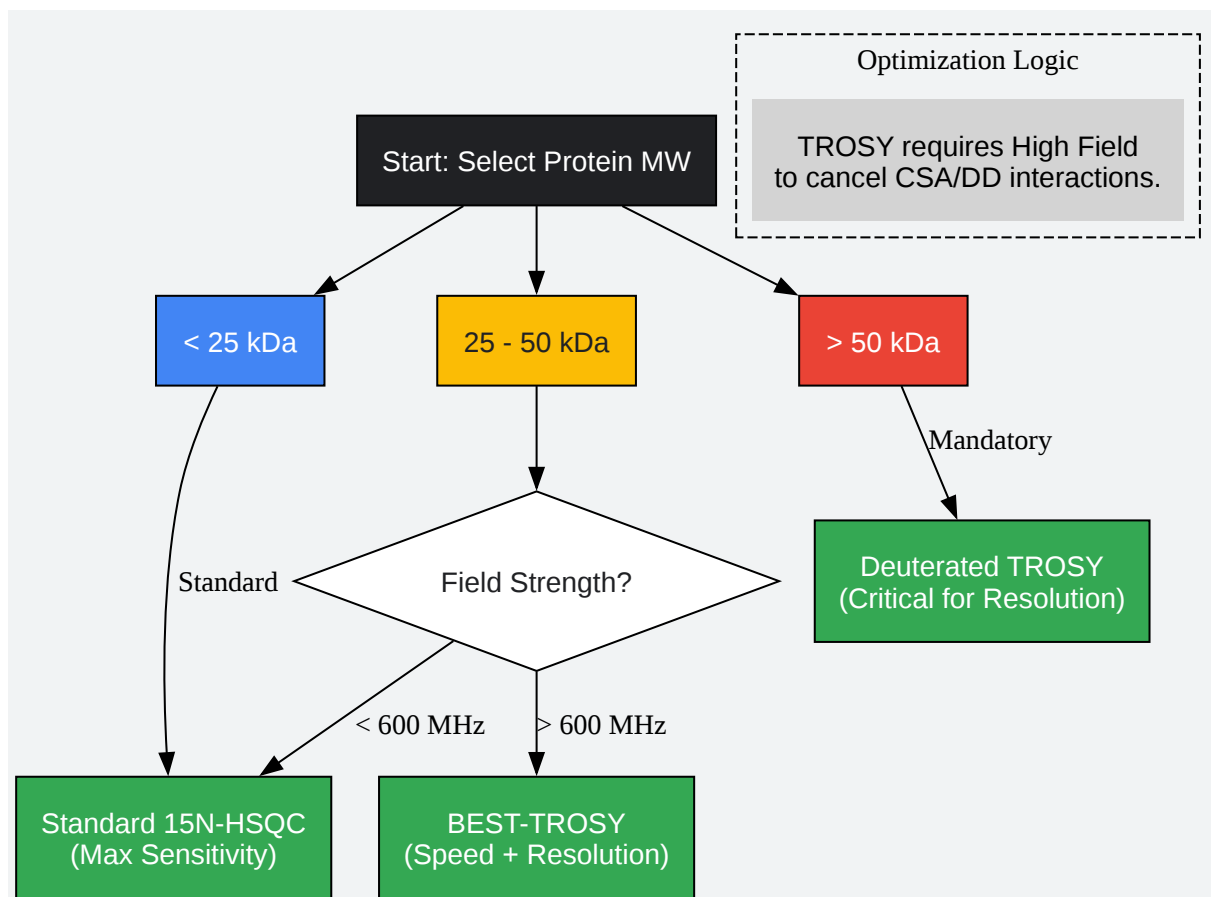 Optimization Logic
TROSY requires High Field
to cancel CSA/DD interactions.
Start: Select Protein MW
< 25 kDa
25 - 50 kDa
> 50 kDa
Mandatory
Deuterated TROSY
(Critical for Resolution)
Standard
Field Strength?
< 600 MHz
> 600 MHz
Standard 15N-HSQC
(Max Sensitivity)
BEST-TROSY
(Speed + Resolution)